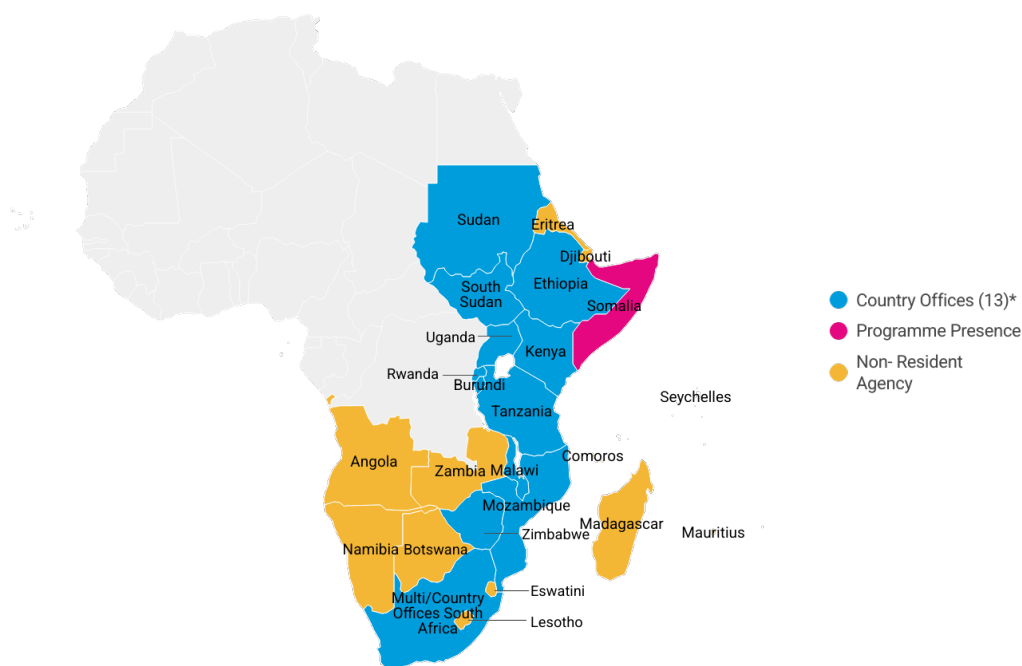 Sudan
Eritrea
Djibouti
Ethiopia
South
Sudan
Somalia
Country Offices (13)*
Programme Presence
Non- Resident
Agency
Uganda
Kenya
Rwanda
Burundi
Seychelles
Tanzania
Comoros
Angola
Zambia
Malawi
Mozambique
Madagascar
Zimbabwe
Mauritius
Namibia
Botswana
Eswatini
Multi/Country
Offices South
Africa
Lesotho